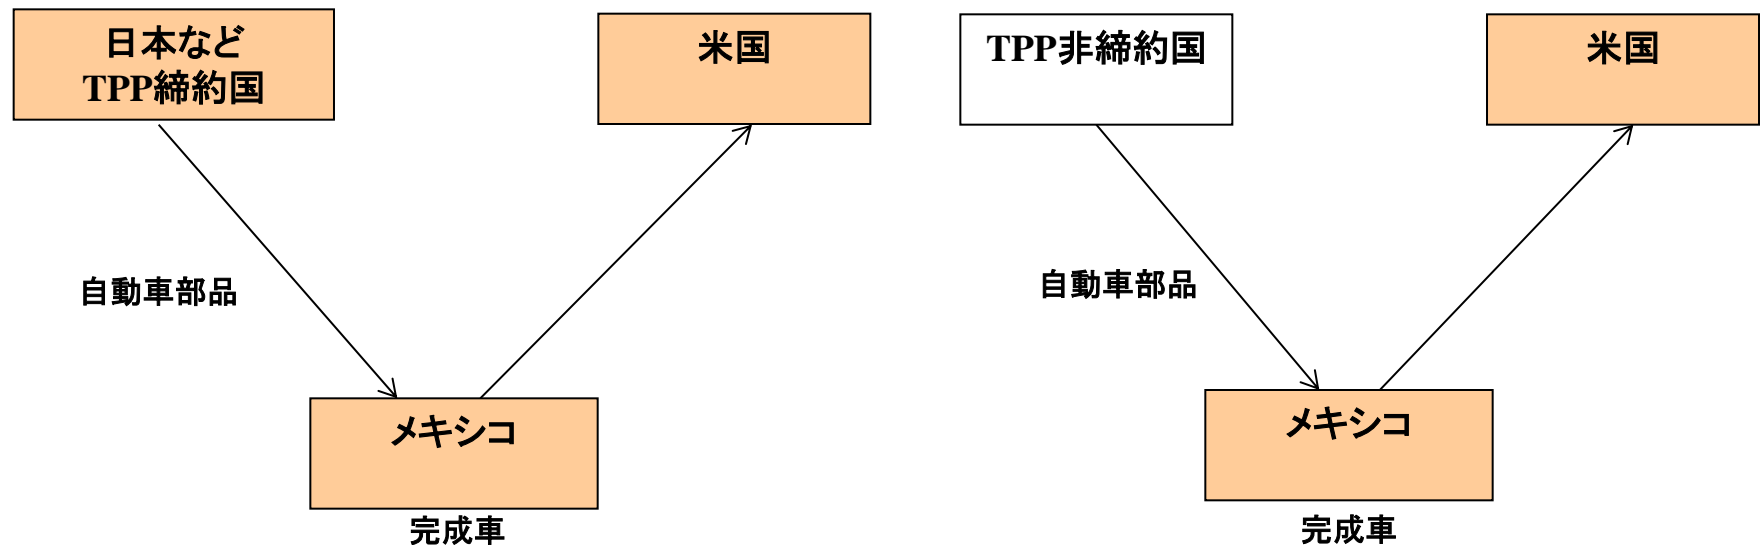 日本など
TPP締約国
米国
自動車部品
メキシコ
完成車
TPP非締約国
米国
自動車部品
メキシコ
完成車